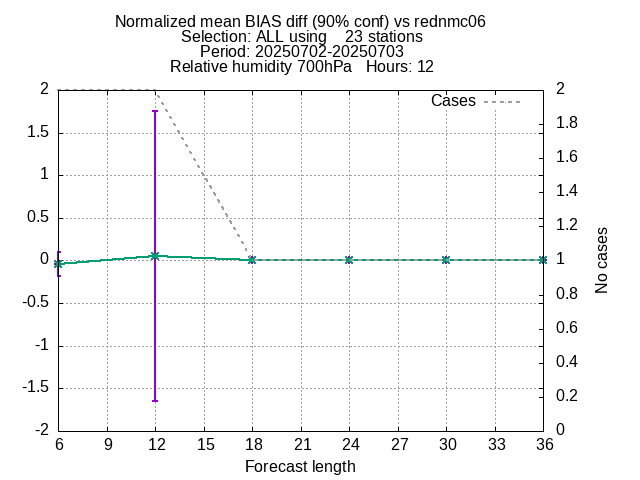 Normalized mean BIAS diff (90% conf) vs rednmc06
Selection: ALL using    23 stations
Period: 20250702-20250703
Relative humidity 700hPa   Hours: 12
Cases
2
1.5
1
0.5
0
-0.5
-1
-1.5
-2
2
1.8
1.6
1.4
1.2
1
0.8
0.6
0.4
0.2
0
No cases
6 9 12 15 18 21 24 27 30 33 36
Forecast length